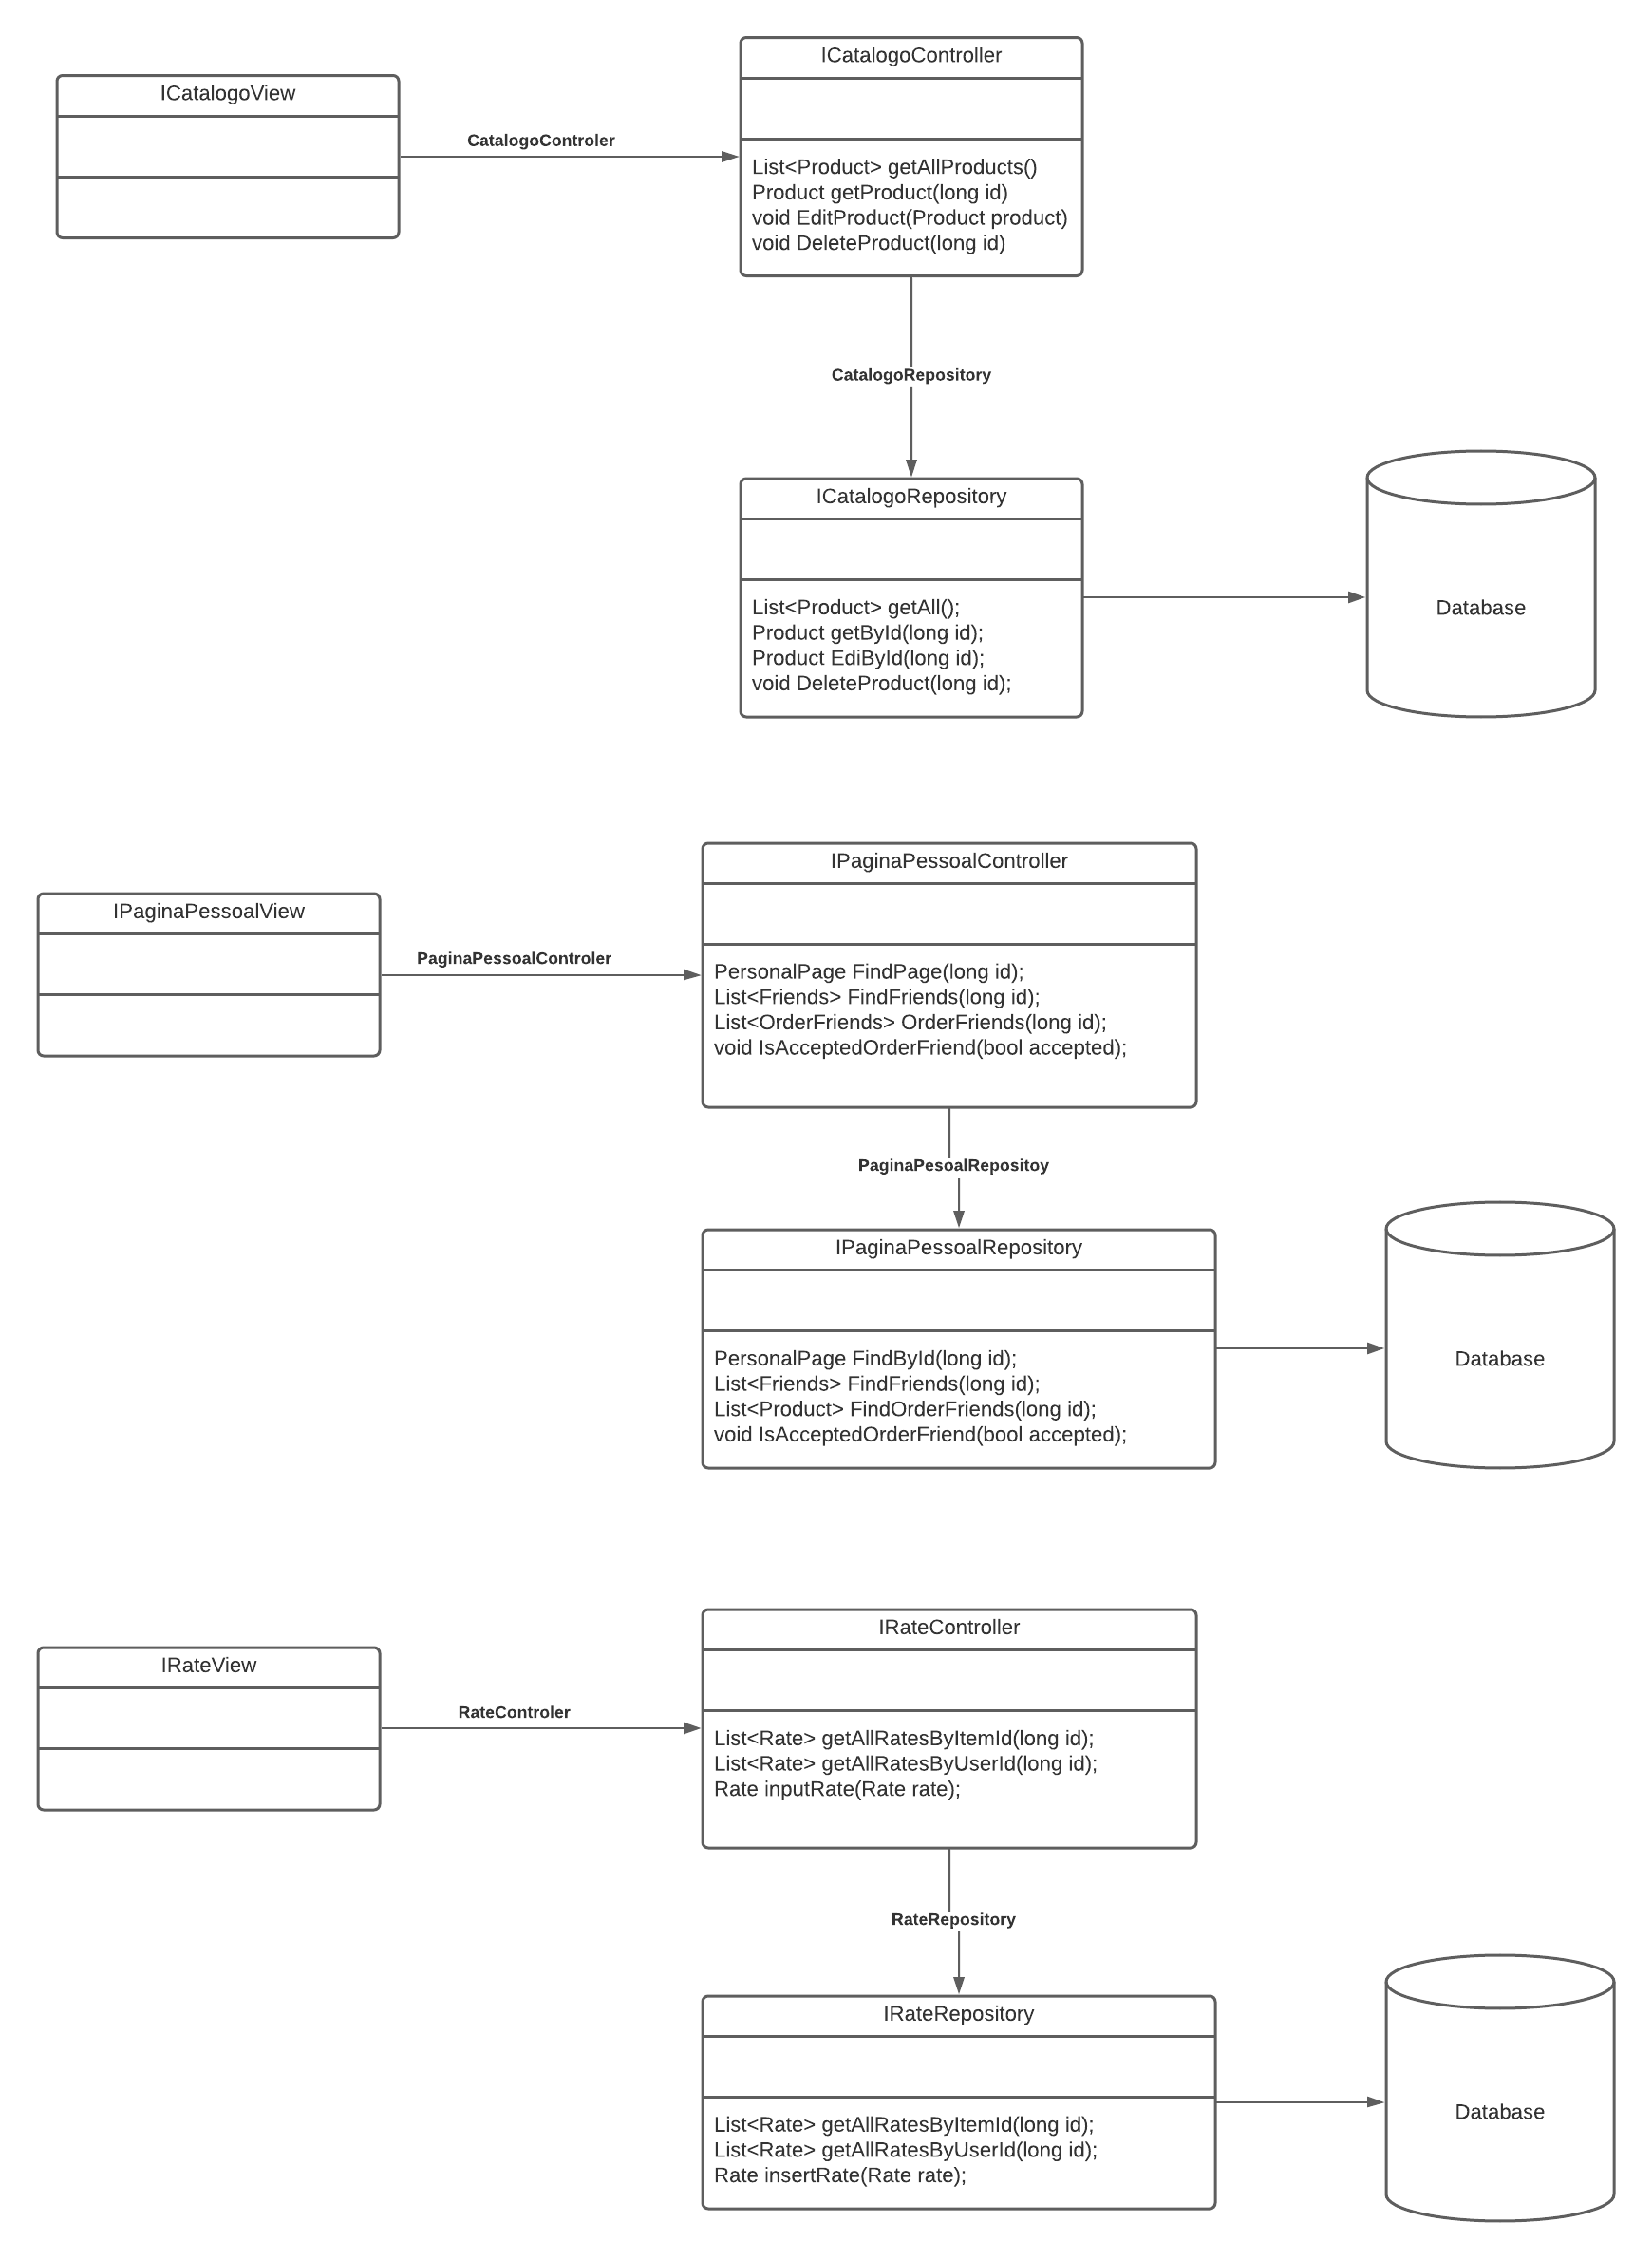 ICatalogoController
ICatalogoView
CatalogoControler
List<Product> getAllProducts()
Product getProduct(long id)
void EditProduct(Product product)
void DeleteProduct(long id)
CatalogoRepository
ICatalogoRepository
List<Product> getAll();
Product getById(long id);
Product EdiById(long id);
void DeleteProduct(long id);
Database
IPaginaPessoalController
IPaginaPessoalView
PaginaPessoalControler
PersonalPage FindPage(long id);
List<Friends> FindFriends(long id);
List<OrderFriends> OrderFriends(long id);
void IsAcceptedOrderFriend(bool accepted);
PaginaPesoalRepositoy
IPaginaPessoalRepository
PersonalPage FindById(long id);
List<Friends> FindFriends(long id);
List<Product> FindOrderFriends(long id);
void IsAcceptedOrderFriend(bool accepted);
Database
IRateController
IRateView
RateControler
List<Rate> getAllRatesByItemId(long id);
List<Rate> getAllRatesByUserId(long id);
Rate inputRate(Rate rate);
RateRepository
IRateRepository
List<Rate> getAllRatesByItemId(long id);
List<Rate> getAllRatesByUserId(long id);
Rate insertRate(Rate rate);
Database